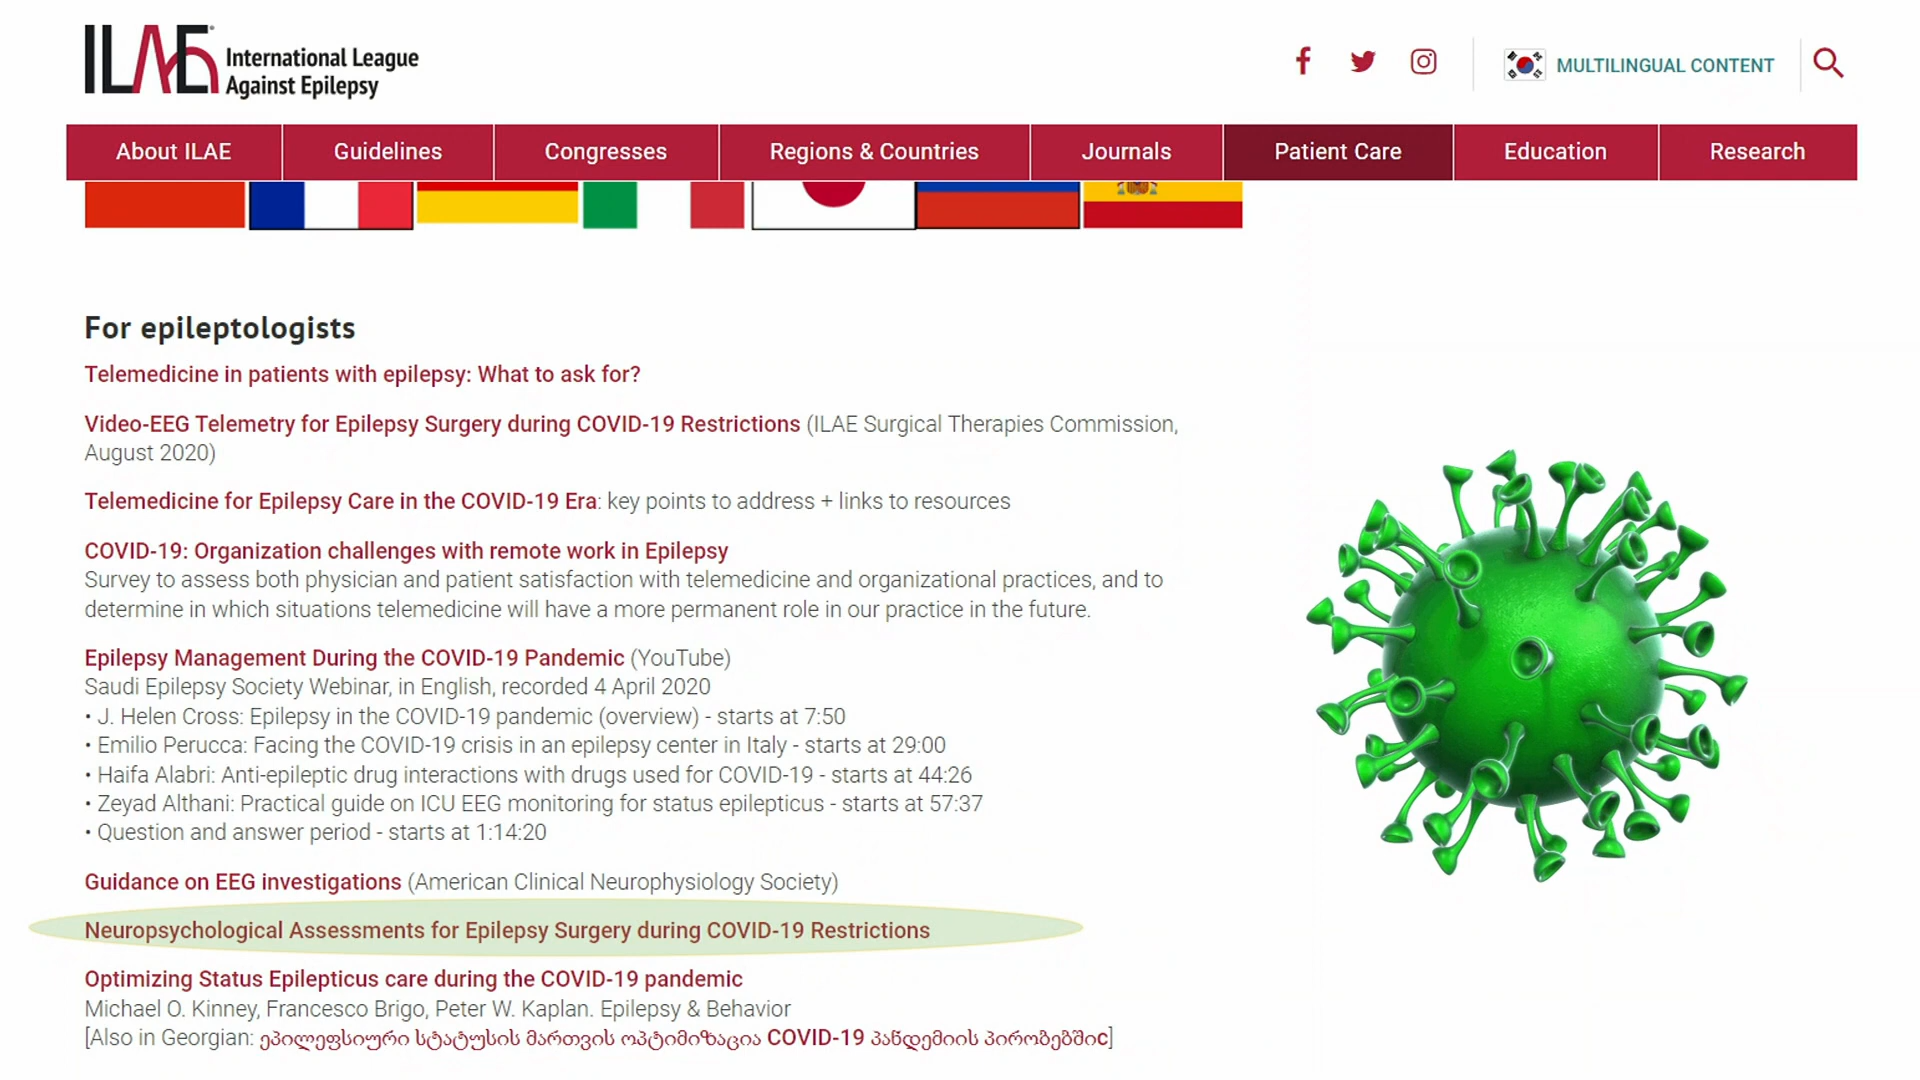 ILAE International League
Against Epilepsy
MULTILINGUAL CONTENT
About ILAE
Guidelines
Congresses
Regions & Countries
Journals
Patient Care
Education
Research
For epileptologists
Telemedicine in patients with epilepsy: What to ask for?
Video-EEG Telemetry for Epilepsy Surgery during COVID-19 Restrictions (ILAE Surgical Therapies Commission,
August 2020)
Telemedicine for Epilepsy Care in the COVID-19 Era: key points to address + links to resources
COVID-19: Organization challenges with remote work in Epilepsy
Survey to assess both physician and patient satisfaction with telemedicine and organizational practices, and to
determine in which situations telemedicine will have a more permanent role in our practice in the future.
Epilepsy Management During the COVID-19 Pandemic (YouTube)
Saudi Epilepsy Society Webinar, in English, recorded 4 April 2020
• J. Helen Cross: Epilepsy in the COVID-19 pandemic (overview) - starts at 7:50
• Emilio Perucca: Facing the COVID-19 crisis in an epilepsy center in Italy - starts at 29:00
• Haifa Alabri: Anti-epileptic drug interactions with drugs used for COVID-19 - starts at 44:26
• Zeyad Althani: Practical guide on ICU EEG monitoring for status epilepticus - starts at 57:37
• Question and answer period - starts at 1:14:20
Guidance on EEG investigations (American Clinical Neurophysiology Society)
Neuropsychological Assessments for Epilepsy Surgery during COVID-19 Restrictions
Optimizing Status Epilepticus care during the COVID-19 pandemic
Michael O. Kinney, Francesco Brigo, Peter W. Kaplan. Epilepsy & Behavior
[Also in Georgian: ეპილეფსიური სტატუსის მართვის ოპტიმიზაცია COVID-19 პანდემიის პირობებშიc]